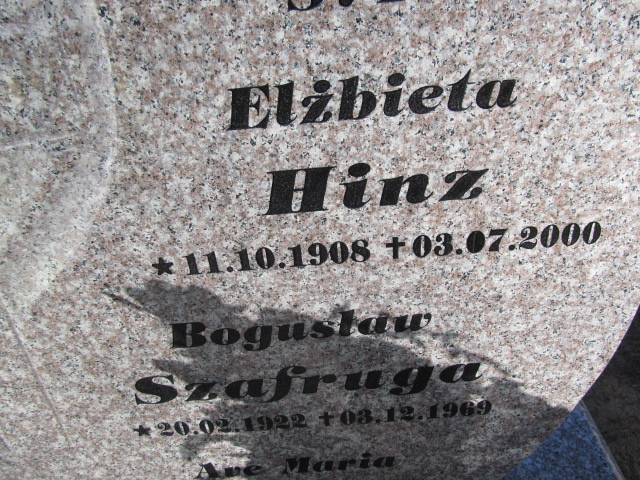 Elżbieta
Hinz
★ 11.10.1908 ✝ 03.07.2000
Bogusław
Szafruga
★ 20.02.1922 ✝ 03.12.1969
Ave Maria